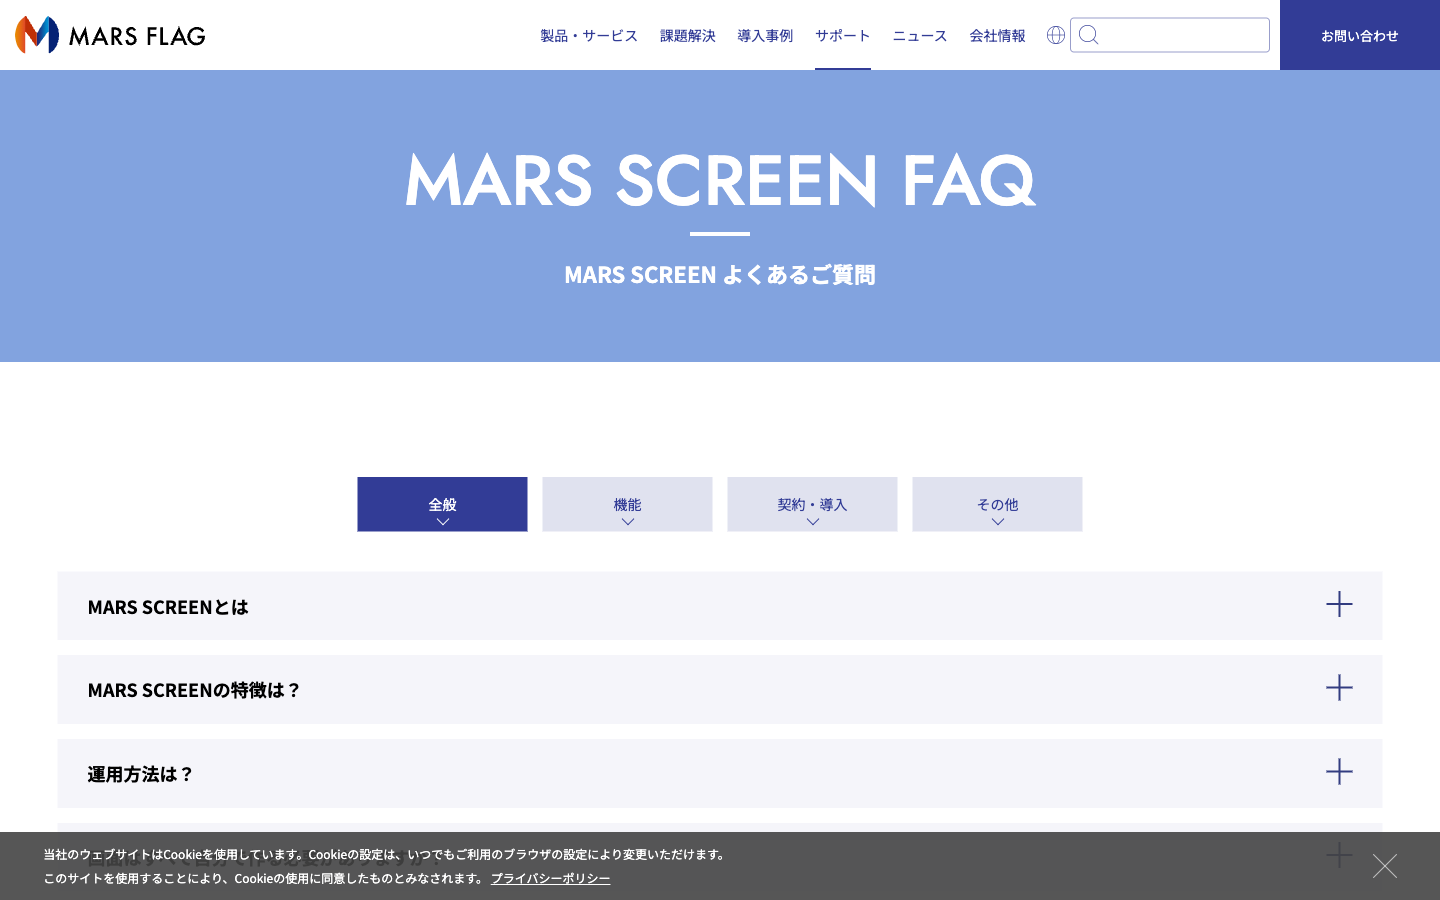 MARS FLAG
製品・サービス
課題解決
導入事例
サポート
ニュース
会社情報
お問い合わせ
MARS SCREEN FAQ
MARS SCREEN よくあるご質問
全般
機能
契約・導入
その他
MARS SCREENとは
MARS SCREENの特徴は？
運用方法は？
当社のウェブサイトはCookieを使用しています。Cookieの設定は、いつでもご利用のブラウザの設定により変更いただけます。
このサイトを使用することにより、Cookieの使用に同意したものとみなされます。 プライバシーポリシー